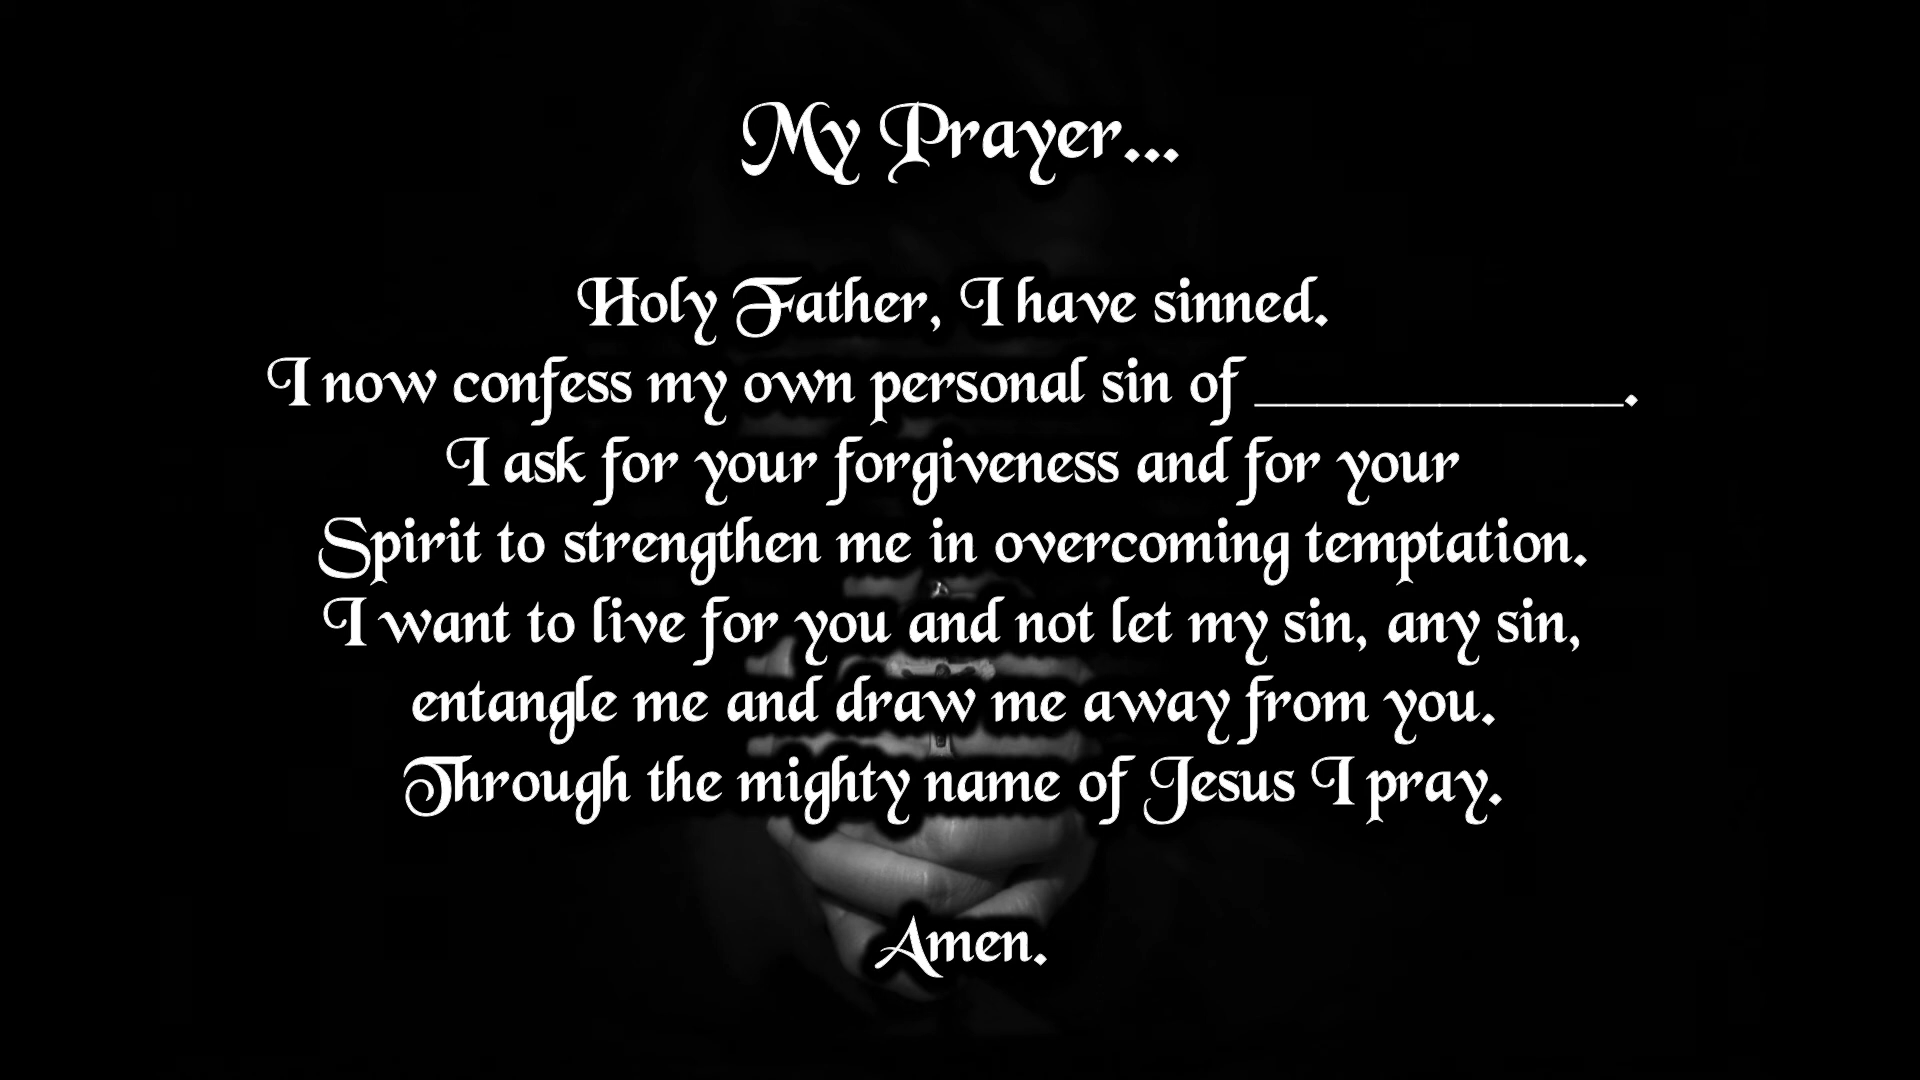 My Prayer...
Holy Father, I have sinned.
I now confess my own personal sin of ____________.
I ask for your forgiveness and for your
Spirit to strengthen me in overcoming temptation.
I want to live for you and not let my sin, any sin,
entangle me and draw me away from you.
Through the mighty name of Jesus I pray.
Amen.